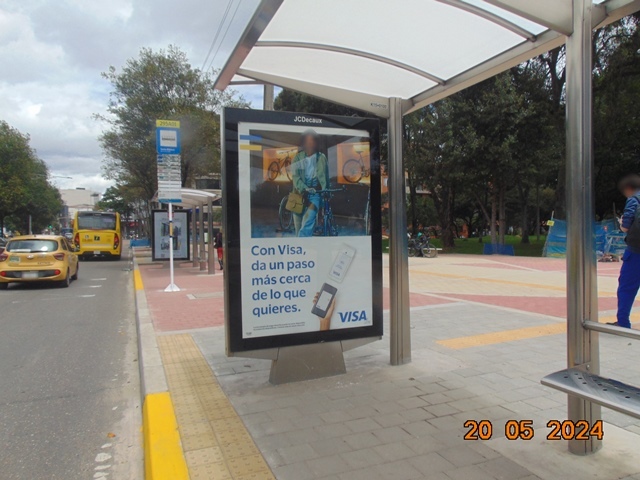 JCDecaux
Con Visa,
da un paso
más cerca
de lo que
quieres.
VISA
20 05 2024